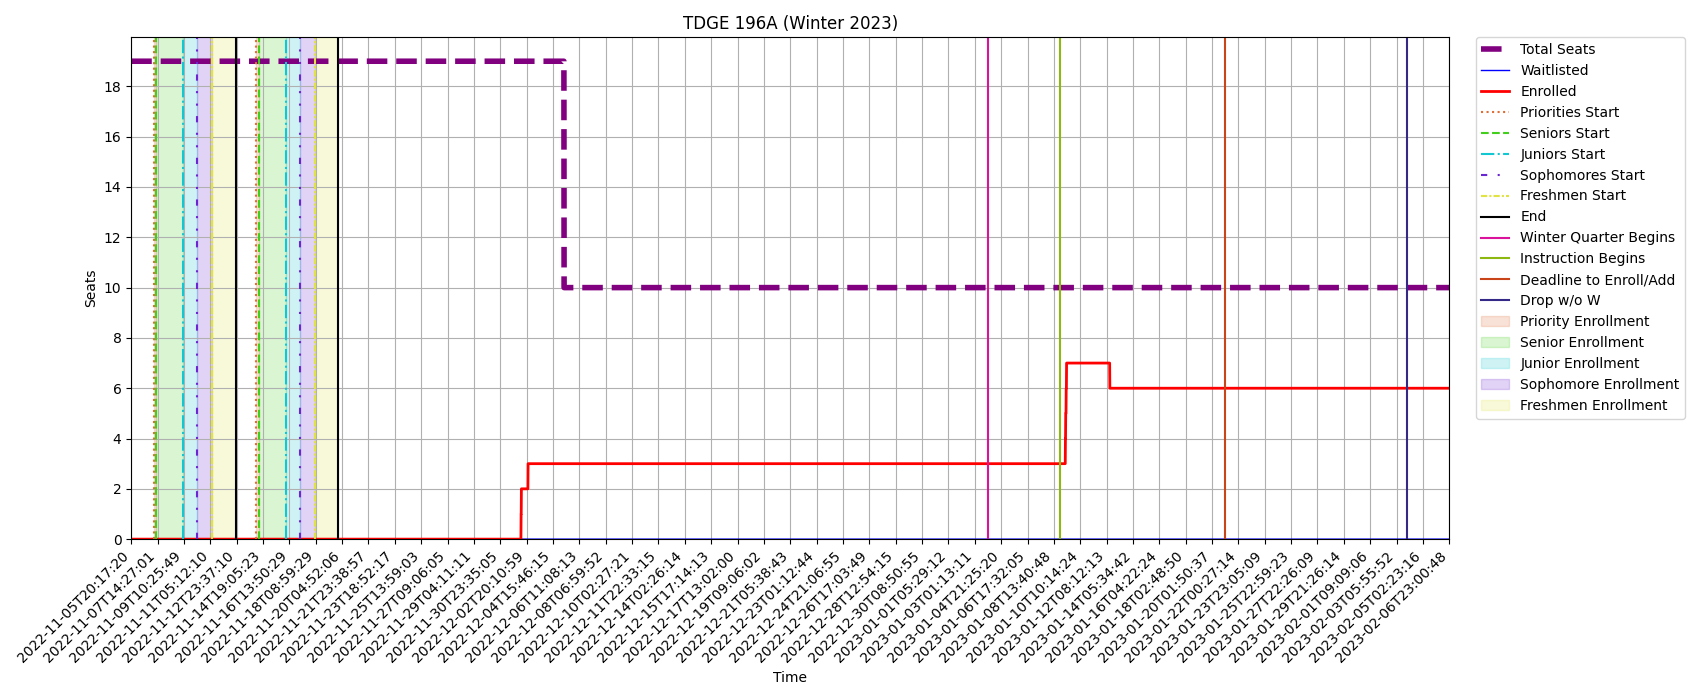 TDGE 196A (Winter 2023)
Seats
18
16
14
12
10
8
6
4
2
0
2022-11-05T20:17:20
2022-11-07T14:27:01
2022-11-09T10:25:49
2022-11-11T05:12:10
2022-11-12T23:37:10
2022-11-14T19:05:23
2022-11-16T13:50:29
2022-11-18T08:59:29
2022-11-20T04:52:06
2022-11-21T23:38:57
2022-11-23T18:52:17
2022-11-25T13:59:03
2022-11-27T09:06:05
2022-11-29T04:11:11
2022-11-30T23:35:05
2022-12-02T20:10:59
2022-12-04T15:46:15
2022-12-06T11:08:13
2022-12-08T06:59:52
2022-12-10T02:27:21
2022-12-11T22:33:15
2022-12-14T02:26:14
2022-12-15T17:14:13
2022-12-17T13:02:00
2022-12-19T09:06:02
2022-12-21T05:38:43
2022-12-23T01:12:44
2022-12-24T21:06:55
2022-12-26T17:03:49
2022-12-28T12:54:15
2022-12-30T08:50:55
2023-01-01T05:29:12
2023-01-03T01:13:11
2023-01-04T21:25:20
2023-01-06T17:32:05
2023-01-08T13:40:48
2023-01-10T10:14:24
2023-01-12T08:12:13
2023-01-14T05:34:42
2023-01-16T04:22:24
2023-01-18T02:48:50
2023-01-20T01:50:37
2023-01-22T00:27:14
2023-01-23T23:05:09
2023-01-25T22:59:23
2023-01-27T22:26:09
2023-01-29T21:26:14
2023-02-01T09:09:06
2023-02-03T05:55:52
2023-02-05T02:23:16
2023-02-06T23:00:48
Time
Total Seats
Waitlisted
Enrolled
Priorities Start
Seniors Start
Juniors Start
Sophomores Start
Freshmen Start
End
Winter Quarter Begins
Instruction Begins
Deadline to Enroll/Add
Drop w/o W
Priority Enrollment
Senior Enrollment
Junior Enrollment
Sophomore Enrollment
Freshmen Enrollment